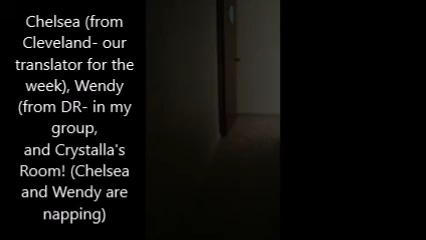 Chelsea (from
Cleveland- our
translator for the
week), Wendy
(from DR- in my
group,
and Crystalla's
Room! (Chelsea
and Wendy are
napping)